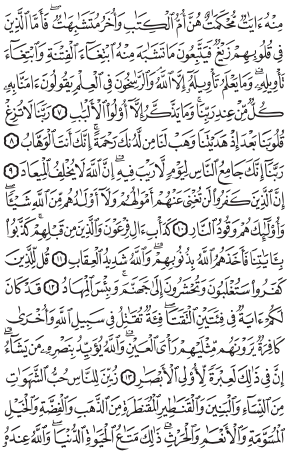 مِنْهُ ءَايَٰتٌ مُّحْكَمَٰتٌ هُنَّ أُمُّ ٱلْكِتَٰبِ وَأُخَرُ مُتَشَٰبِهَٰتٌ ۖ فَأَمَّا ٱلَّذِينَ
فِى قُلُوبِهِمْ زَيْغٌ فَيَتَّبِعُونَ مَا تَشَٰبَهَ مِنْهُ ٱبْتِغَآءَ ٱلْفِتْنَةِ وَٱبْتِغَآءَ
تَأْوِيلِهِۦ ۗ وَمَا يَعْلَمُ تَأْوِيلَهُۥٓ إِلَّا ٱللَّهُ ۗ وَٱلرَّٰسِخُونَ فِى ٱلْعِلْمِ يَقُولُونَ ءَامَنَّا بِهِۦ
كُلٌّ مِّنْ عِندِ رَبِّنَا ۗ وَمَا يَذَّكَّرُ إِلَّآ أُو۟لُوا۟ ٱلْأَلْبَٰبِ ٧ رَبَّنَا لَا تُزِغْ
قُلُوبَنَا بَعْدَ إِذْ هَدَيْتَنَا وَهَبْ لَنَا مِن لَّدُنكَ رَحْمَةً ۚ إِنَّكَ أَنتَ ٱلْوَهَّابُ ٨
رَبَّنَآ إِنَّكَ جَامِعُ ٱلنَّاسِ لِيَوْمٍ لَّا رَيْبَ فِيهِ ۚ إِنَّ ٱللَّهَ لَا يُخْلِفُ ٱلْمِيعَادَ ٩
إِنَّ ٱلَّذِينَ كَفَرُوا۟ لَن تُغْنِىَ عَنْهُمْ أَمْوَٰلُهُمْ وَلَآ أَوْلَٰدُهُم مِّنَ ٱللَّهِ شَيْـًٔا ۖ
وَأُو۟لَٰٓئِكَ هُمْ وَقُودُ ٱلنَّارِ ١٠ كَدَأْبِ ءَالِ فِرْعَوْنَ وَٱلَّذِينَ مِن قَبْلِهِمْ ۚ كَذَّبُوا۟
بِـَٔايَٰتِنَا فَأَخَذَهُمُ ٱللَّهُ بِذُنُوبِهِمْ ۗ وَٱللَّهُ شَدِيدُ ٱلْعِقَابِ ١١ قُل لِّلَّذِينَ
كَفَرُوا۟ سَتُغْلَبُونَ وَتُحْشَرُونَ إِلَىٰ جَهَنَّمَ ۚ وَبِئْسَ ٱلْمِهَادُ ١٢ قَدْ كَانَ
لَكُمْ ءَايَةٌ فِى فِئَتَيْنِ ٱلْتَقَتَا ۖ فِئَةٌ تُقَٰتِلُ فِى سَبِيلِ ٱللَّهِ وَأُخْرَىٰ
كَافِرَةٌ يَرَوْنَهُم مِّثْلَيْهِمْ رَأْىَ ٱلْعَيْنِ ۚ وَٱللَّهُ يُؤَيِّدُ بِنَصْرِهِۦ مَن يَشَآءُ ۗ
إِنَّ فِى ذَٰلِكَ لَعِبْرَةً لِّأُو۟لِى ٱلْأَبْصَٰرِ ١٣ زُيِّنَ لِلنَّاسِ حُبُّ ٱلشَّهَوَٰتِ
مِنَ ٱلنِّسَآءِ وَٱلْبَنِينَ وَٱلْقَنَٰطِيرِ ٱلْمُقَنطَرَةِ مِنَ ٱلذَّهَبِ وَٱلْفِضَّةِ وَٱلْخَيْلِ
ٱلْمُسَوَّمَةِ وَٱلْأَنْعَٰمِ وَٱلْحَرْثِ ۗ ذَٰلِكَ مَتَٰعُ ٱلْحَيَوٰةِ ٱلدُّنْيَا ۖ وَٱللَّهُ عِندَهُۥ